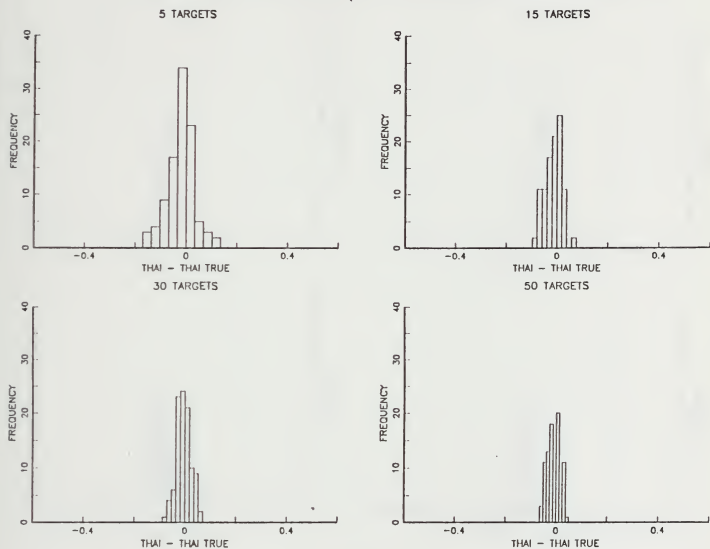 5 TARGETS
FREQUENCY
0 10 20 30 40
-0.4 0 0.4
THAI - THAI TRUE
15 TARGETS
FREQUENCY
0 10 20 30 40
-0.4 0 0.4
THAI - THAI TRUE
30 TARGETS
FREQUENCY
0 10 20 30 40
-0.4 0 0.4
THAI - THAI TRUE
50 TARGETS
FREQUENCY
0 10 20 30 40
-0.4 0 0.4
THAI - THAI TRUE